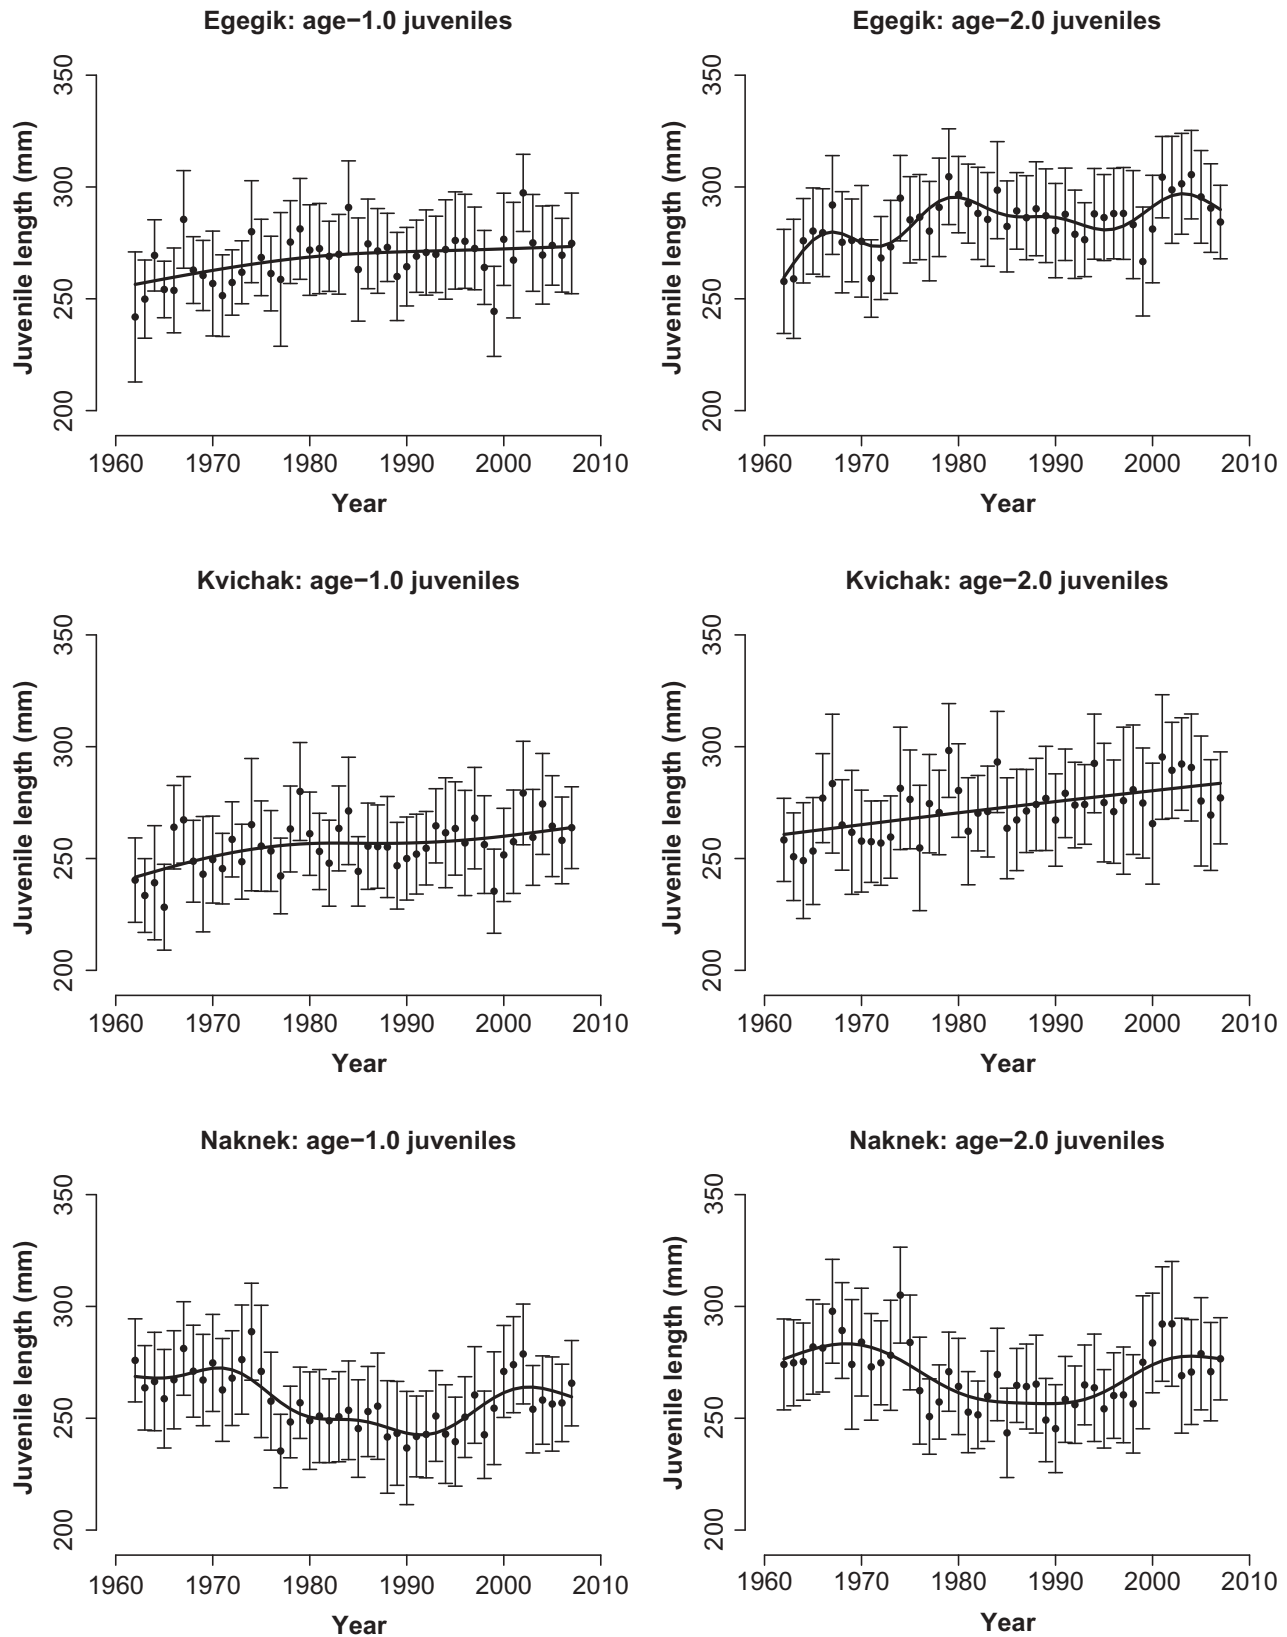 Egegik: age−1.0 juveniles
Juvenile length (mm)
350
300
250
200
1960 1970 1980 1990 2000 2010
Year
Egegik: age−2.0 juveniles
Juvenile length (mm)
350
300
250
200
1960 1970 1980 1990 2000 2010
Year
Kvichak: age−1.0 juveniles
Juvenile length (mm)
350
300
250
200
1960 1970 1980 1990 2000 2010
Year
Kvichak: age−2.0 juveniles
Juvenile length (mm)
350
300
250
200
1960 1970 1980 1990 2000 2010
Year
Naknek: age−1.0 juveniles
Juvenile length (mm)
350
300
250
200
1960 1970 1980 1990 2000 2010
Year
Naknek: age−2.0 juveniles
Juvenile length (mm)
350
300
250
200
1960 1970 1980 1990 2000 2010
Year